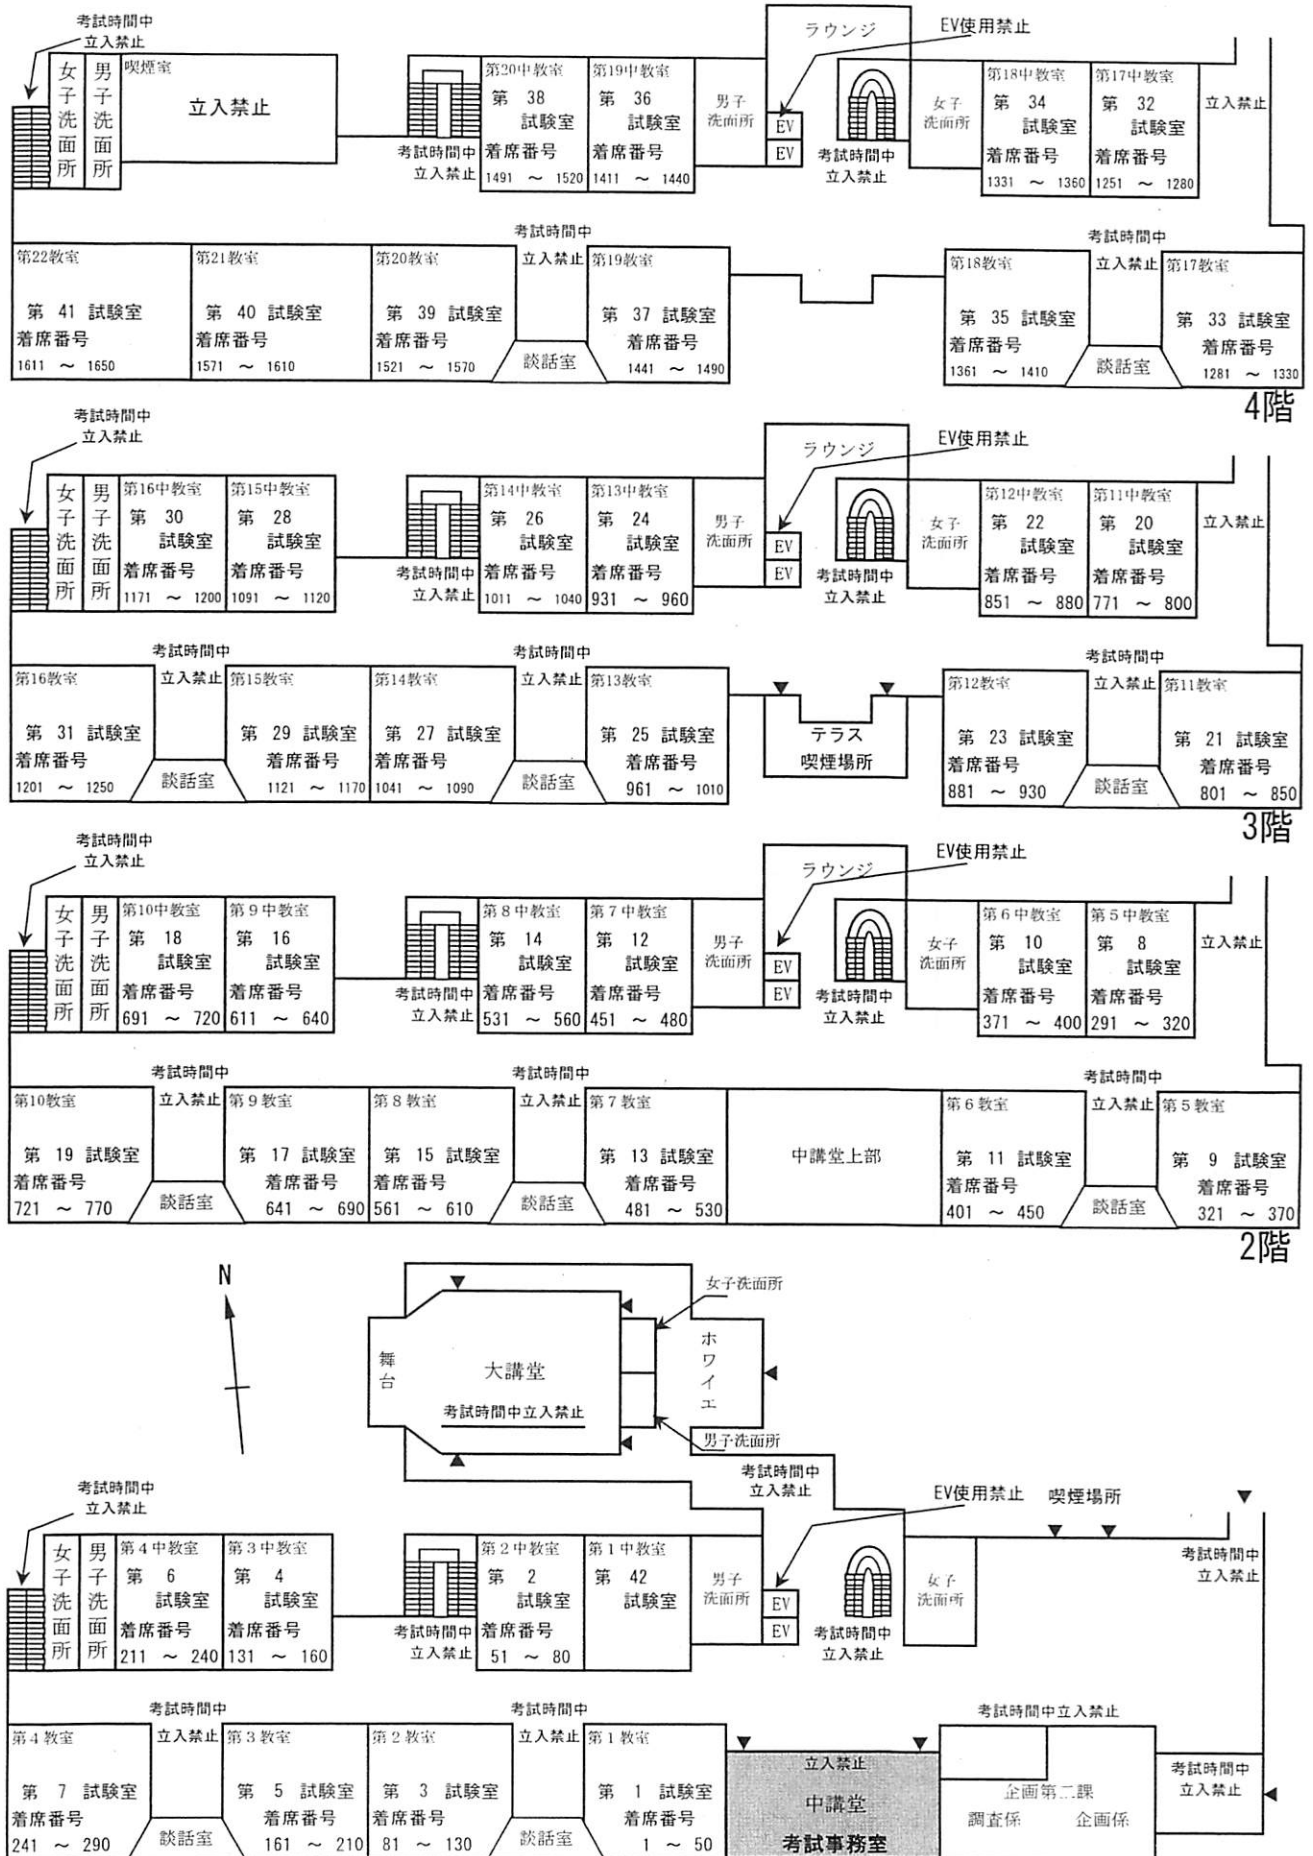 考試時間中
立入禁止
女子洗面所
男子洗面所
喫煙室
立入禁止
考試時間中
立入禁止
第20中教室
第 38
試験室
着席番号
1491 ～ 1520
第19中教室
第 36
試験室
着席番号
1411 ～ 1440
男子
洗面所
ラウンジ
EV使用禁止
EV
EV
考試時間中
立入禁止
女子
洗面所
第18中教室
第 34
試験室
着席番号
1331 ～ 1360
第17中教室
第 32
試験室
着席番号
1251 ～ 1280
立入禁止
第22教室
第 41 試験室
着席番号
1611 ～ 1650
第21教室
第 40 試験室
着席番号
1571 ～ 1610
第20教室
第 39 試験室
着席番号
1521 ～ 1570
考試時間中
立入禁止
談話室
第19教室
第 37 試験室
着席番号
1441 ～ 1490
第18教室
第 35 試験室
着席番号
1361 ～ 1410
考試時間中
立入禁止
談話室
第17教室
第 33 試験室
着席番号
1281 ～ 1330
4階
考試時間中
立入禁止
女子洗面所
男子洗面所
第16中教室
第 30
試験室
着席番号
1171 ～ 1200
第15中教室
第 28
試験室
着席番号
1091 ～ 1120
考試時間中
立入禁止
第14中教室
第 26
試験室
着席番号
1011 ～ 1040
第13中教室
第 24
試験室
着席番号
931 ～ 960
男子
洗面所
ラウンジ
EV使用禁止
EV
EV
考試時間中
立入禁止
女子
洗面所
第12中教室
第 22
試験室
着席番号
851 ～ 880
第11中教室
第 20
試験室
着席番号
771 ～ 800
立入禁止
第16教室
第 31 試験室
着席番号
1201 ～ 1250
考試時間中
立入禁止
談話室
第15教室
第 29 試験室
着席番号
1121 ～ 1170
第14教室
第 27 試験室
着席番号
1041 ～ 1090
考試時間中
立入禁止
談話室
第13教室
第 25 試験室
着席番号
961 ～ 1010
テラス
喫煙場所
第12教室
第 23 試験室
着席番号
881 ～ 930
考試時間中
立入禁止
談話室
第11教室
第 21 試験室
着席番号
801 ～ 850
3階
考試時間中
立入禁止
女子洗面所
男子洗面所
第10中教室
第 18
試験室
着席番号
691 ～ 720
第9中教室
第 16
試験室
着席番号
611 ～ 640
考試時間中
立入禁止
第8中教室
第 14
試験室
着席番号
531 ～ 560
第7中教室
第 12
試験室
着席番号
451 ～ 480
男子
洗面所
ラウンジ
EV使用禁止
EV
EV
考試時間中
立入禁止
女子
洗面所
第6中教室
第 10
試験室
着席番号
371 ～ 400
第5中教室
第 8
試験室
着席番号
291 ～ 320
立入禁止
第10教室
第 19 試験室
着席番号
721 ～ 770
考試時間中
立入禁止
談話室
第9教室
第 17 試験室
着席番号
641 ～ 690
第8教室
第 15 試験室
着席番号
561 ～ 610
考試時間中
立入禁止
談話室
第7教室
第 13 試験室
着席番号
481 ～ 530
中講堂上部
第6教室
第 11 試験室
着席番号
401 ～ 450
考試時間中
立入禁止
談話室
第5教室
第 9 試験室
着席番号
321 ～ 370
2階
N
舞台
大講堂
考試時間中立入禁止
女子洗面所
ホワイエ
男子洗面所
考試時間中
立入禁止
考試時間中
立入禁止
女子洗面所
男子洗面所
第4中教室
第 6
試験室
着席番号
211 ～ 240
第3中教室
第 4
試験室
着席番号
131 ～ 160
考試時間中
立入禁止
第2中教室
第 2
試験室
着席番号
51 ～ 80
第1中教室
第 42
試験室
男子
洗面所
EV使用禁止
EV
EV
考試時間中
立入禁止
女子
洗面所
喫煙場所
考試時間中
立入禁止
第4教室
第 7 試験室
着席番号
241 ～ 290
考試時間中
立入禁止
談話室
第3教室
第 5 試験室
着席番号
161 ～ 210
第2教室
第 3 試験室
着席番号
81 ～ 130
考試時間中
立入禁止
談話室
第1教室
第 1 試験室
着席番号
1 ～ 50
立入禁止
中講堂
考試事務室
考試時間中立入禁止
企画第二課
調査係 企画係
考試時間中
立入禁止